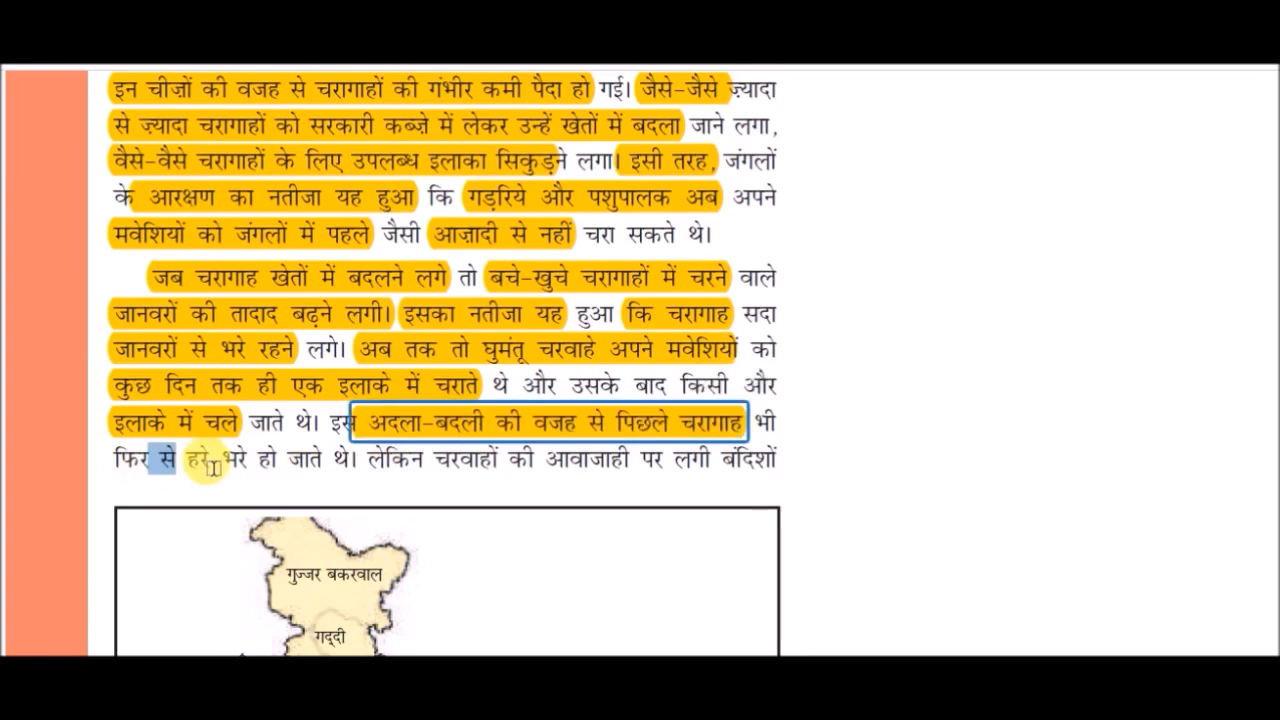 इन चीज़ों की वजह से चरागाहों की गंभीर कमी पैदा हो गई। जैसे-जैसे ज़्यादा
से ज़्यादा चरागाहों को सरकारी कब्ज़े में लेकर उन्हें खेतों में बदला जाने लगा,
वैसे-वैसे चरागाहों के लिए उपलब्ध इलाका सिकुड़ने लगा। इसी तरह, जंगलों
के आरक्षण का नतीजा यह हुआ कि गड़रिये और पशुपालक अब अपने
मवेशियों को जंगलों में पहले जैसी आज़ादी से नहीं चरा सकते थे।
जब चरागाह खेतों में बदलने लगे तो बचे-खुचे चरागाहों में चरने वाले
जानवरों की तादाद बढ़ने लगी। इसका नतीजा यह हुआ कि चरागाह सदा
जानवरों से भरे रहने लगे। अब तक तो घुमंतू चरवाहे अपने मवेशियों को
कुछ दिन तक ही एक इलाके में चराते थे और उसके बाद किसी और
इलाके में चले जाते थे। इस अदला-बदली की वजह से पिछले चरागाह भी
फिर से हरे भरे हो जाते थे। लेकिन चरवाहों की आवाजाही पर लगी बंदिशों
गुज्जर बकरवाल
गद्दी